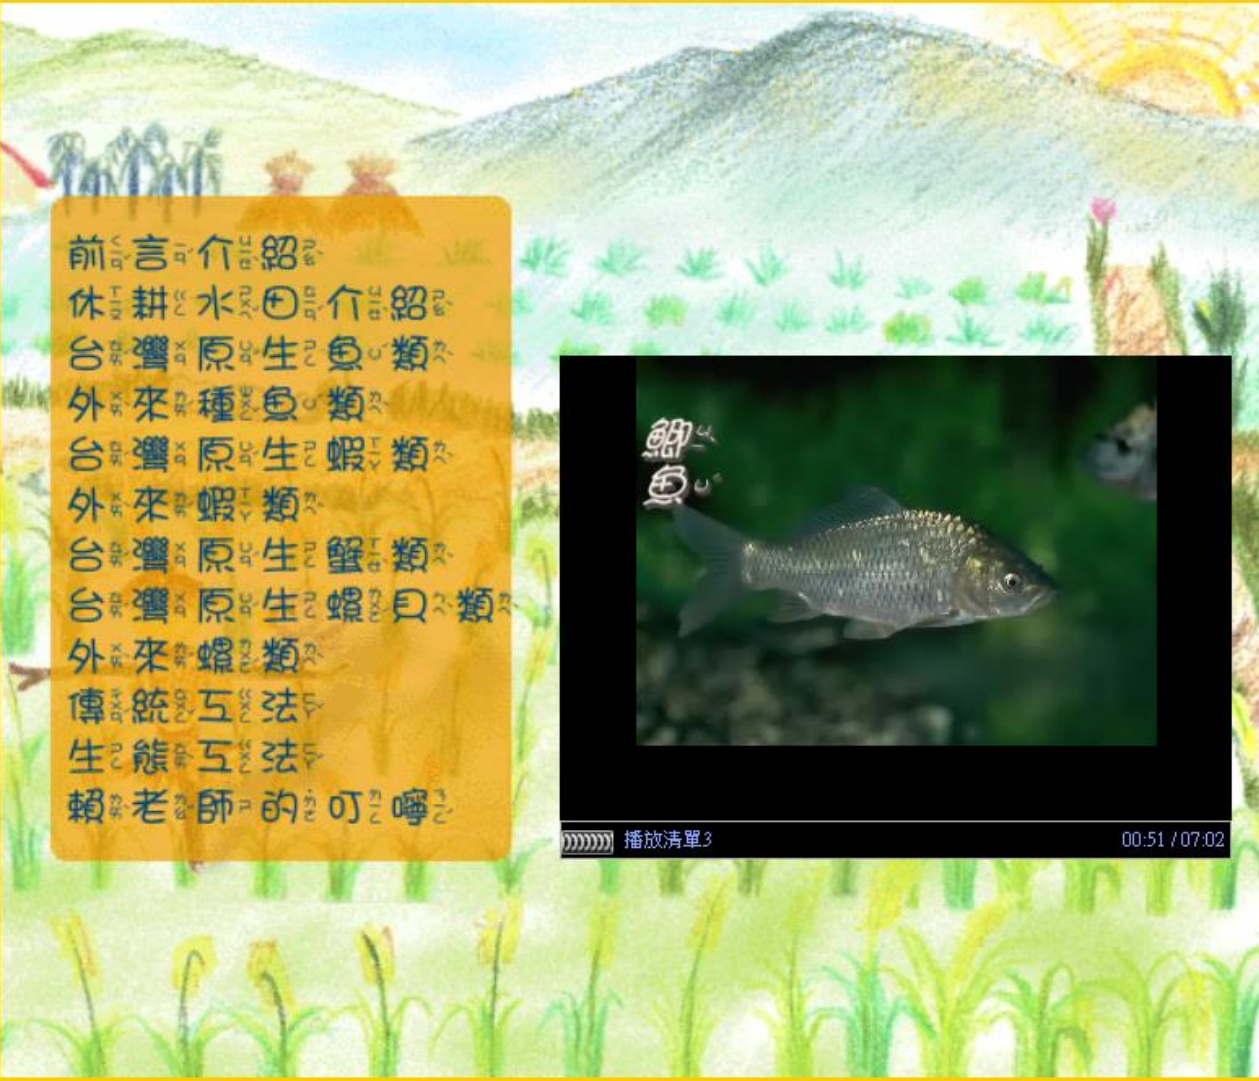 前言介紹
休耕水田介紹
台灣原生魚類
外來種魚類
台灣原生蝦類
外來蝦類
台灣原生蟹類
台灣原生螺貝類
外來螺類
傳統工法
生態工法
賴老師的叮嚀
鯽魚
播放清單3
00:51 / 07:02